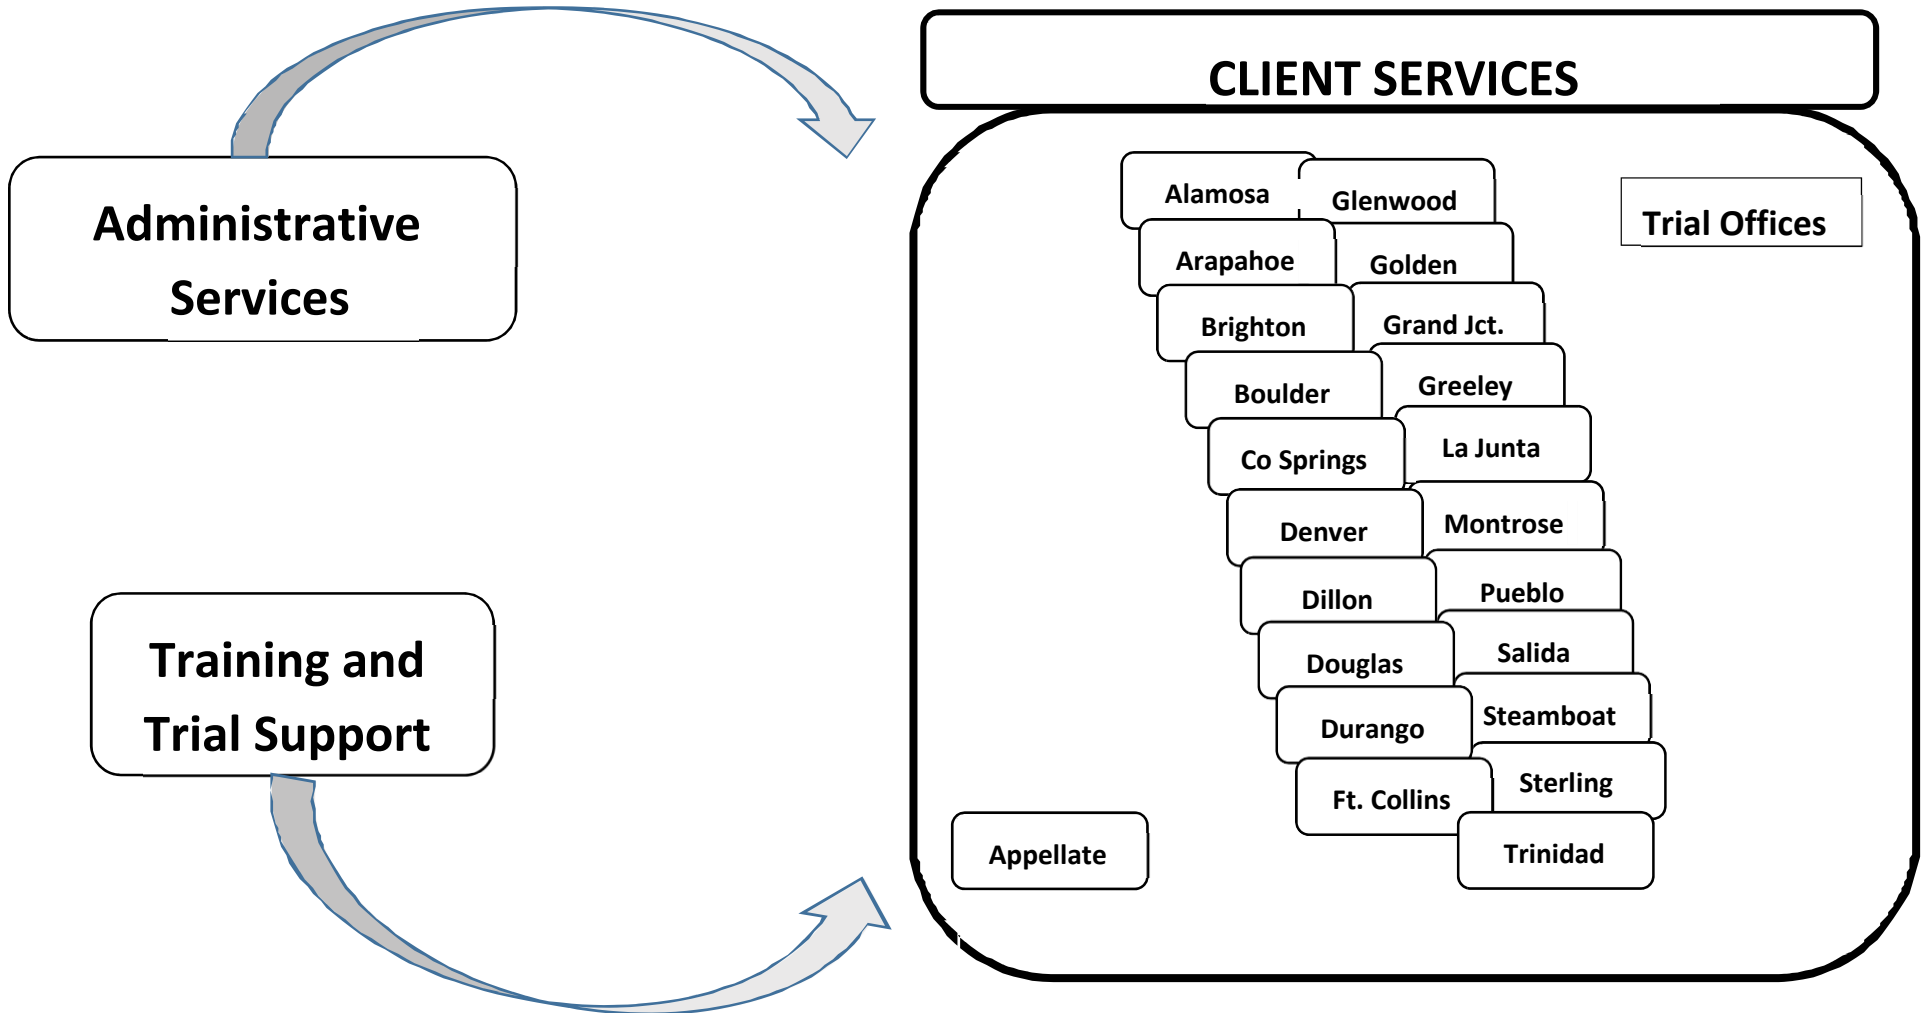 CLIENT SERVICES
Administrative
Services
Training and
Trial Support
Trial Offices
Alamosa
Arapahoe
Brighton
Boulder
Co Springs
Denver
Dillon
Douglas
Durango
Ft. Collins
Glenwood
Golden
Grand Jct.
Greeley
La Junta
Montrose
Pueblo
Salida
Steamboat
Sterling
Trinidad
Appellate